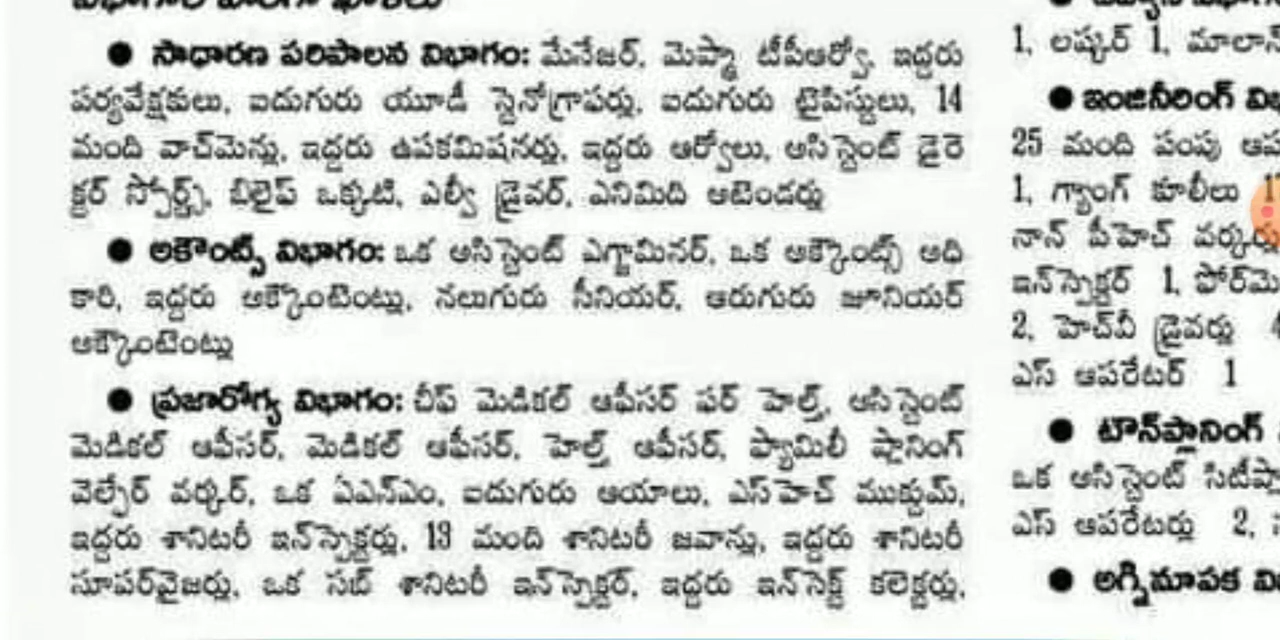 విభాగాల వారీగా ఖాళీలు
● సాధారణ పరిపాలన విభాగం: మేనేజర్, మెప్మా టీపీఆర్వో, ఇద్దరు
పర్యవేక్షకులు, ఐదుగురు యూడీ స్టెనోగ్రాఫర్లు, ఐదుగురు టైపిస్టులు, 14
మంది వాచ్‌మెన్లు, ఇద్దరు ఉపకమిషనర్లు, ఇద్దరు ఆర్వోలు, అసిస్టెంట్ డైరె
క్టర్ స్పోర్ట్స్, బిలైఫ్ ఒక్కటి, ఎల్వీ డ్రైవర్, ఎనిమిది అటెండర్లు
● అకౌంట్స్ విభాగం: ఒక అసిస్టెంట్ ఎగ్జామినర్, ఒక అక్కౌంట్స్ అధి
కారి, ఇద్దరు అక్కౌంటెంట్లు, నలుగురు సీనియర్, ఆరుగురు జూనియర్
అక్కౌంటెంట్లు
● ప్రజారోగ్య విభాగం: చీఫ్ మెడికల్ ఆఫీసర్ ఫర్ హెల్త్, అసిస్టెంట్
మెడికల్ ఆఫీసర్, మెడికల్ ఆఫీసర్, హెల్త్ ఆఫీసర్, ఫ్యామిలీ ప్లానింగ్
వెల్ఫేర్ వర్కర్, ఒక ఏఎన్ఎం, ఐదుగురు ఆయాలు, ఎస్‌హెచ్ ముక్దుమ్,
ఇద్దరు శానిటరీ ఇన్‌స్పెక్టర్లు, 13 మంది శానిటరీ జవాన్లు, ఇద్దరు శానిటరీ
సూపర్‌వైజర్లు, ఒక సబ్ శానిటరీ ఇన్‌స్పెక్టర్, ఇద్దరు ఇన్‌సెక్ట్ కలెక్టర్లు,
1, లష్కర్ 1,
● ఇంజినీరింగ్
25 మంది పంపు
1, గ్యాంగ్ కూలీలు
నాన్ పీహెచ్ వర్కర్లు
ఇన్‌స్పెక్టర్ 1,
2, హెచ్‌వీ డ్రైవర్లు
ఎస్ ఆపరేటర్ 1
● టౌన్‌ప్లానింగ్
ఒక అసిస్టెంట్
ఎస్ ఆపరేటర్లు 2,
● అగ్నిమాపక